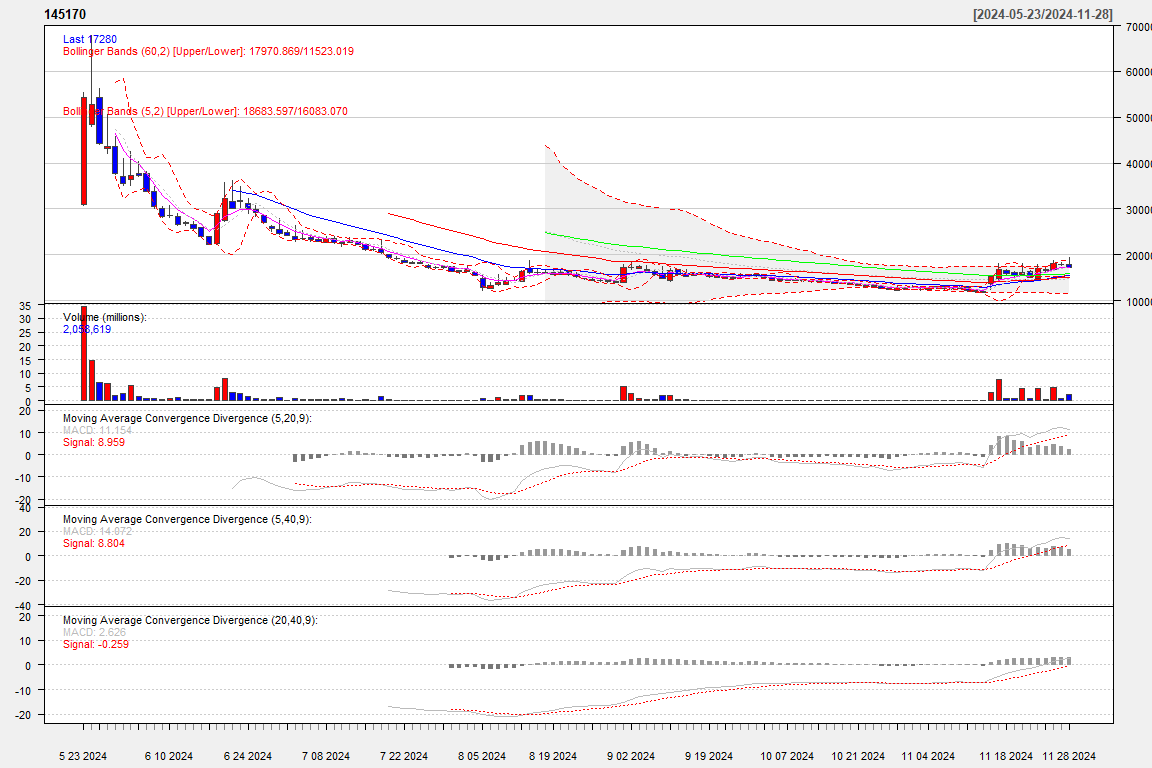 145170 [2024-05-23/2024-11-28]
Last 17280
Bollinger Bands (60,2) [Upper/Lower]: 17970.869/11523.019
Bollinger Bands (5,2) [Upper/Lower]: 18683.597/16083.070
70000
60000
50000
40000
30000
20000
10000
Volume (millions):
2,058,619
35
30
25
20
15
10
5
0
Moving Average Convergence Divergence (5,20,9):
MACD: 11.154
Signal: 8.959
20
10
0
-10
-20
Moving Average Convergence Divergence (5,40,9):
MACD: 14.072
Signal: 8.804
40
20
0
-20
-40
Moving Average Convergence Divergence (20,40,9):
MACD: 2.626
Signal: -0.259
20
10
0
-10
-20
5 23 2024 6 10 2024 6 24 2024 7 08 2024 7 22 2024 8 05 2024 8 19 2024 9 02 2024 9 19 2024 10 07 2024 10 21 2024 11 04 2024 11 18 2024 11 28 2024